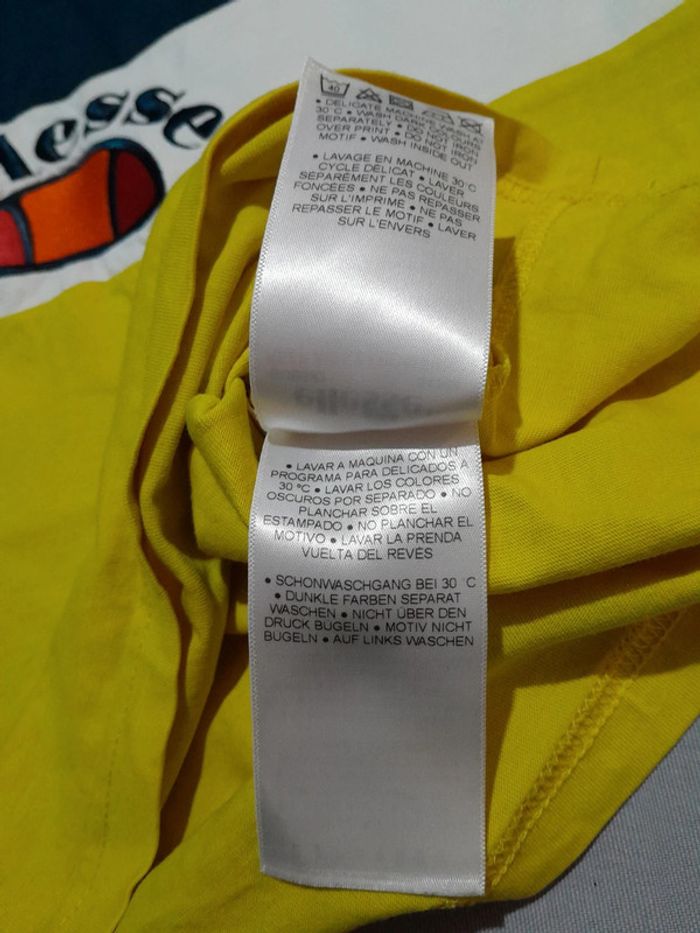 lesse
40
• DELICATE MACHINE WASH AT
30°C • WASH DARK COLOURS
SEPARATELY • DO NOT IRON
OVER PRINT • DO NOT IRON
MOTIF • WASH INSIDE OUT
• LAVAGE EN MACHINE 30°C
CYCLE DÉLICAT • LAVER
SÉPARÉMENT LES COULEURS
FONCÉES • NE PAS REPASSER
SUR L'IMPRIME • NE PAS
REPASSER LE MOTIF • LAVER
SUR L'ENVERS
• LAVAR A MAQUINA CON UN
PROGRAMA PARA DELICADOS A
30 °C • LAVAR LOS COLORES
OSCUROS POR SEPARADO • NO
PLANCHAR SOBRE EL
ESTAMPADO • NO PLANCHAR EL
MOTIVO • LAVAR LA PRENDA
VUELTA DEL REVÉS
• SCHONWASCHGANG BEI 30 °C
• DUNKLE FARBEN SEPARAT
WASCHEN • NICHT ÜBER DEN
DRUCK BÜGELN • MOTIV NICHT
BUGELN • AUF LINKS WASCHEN